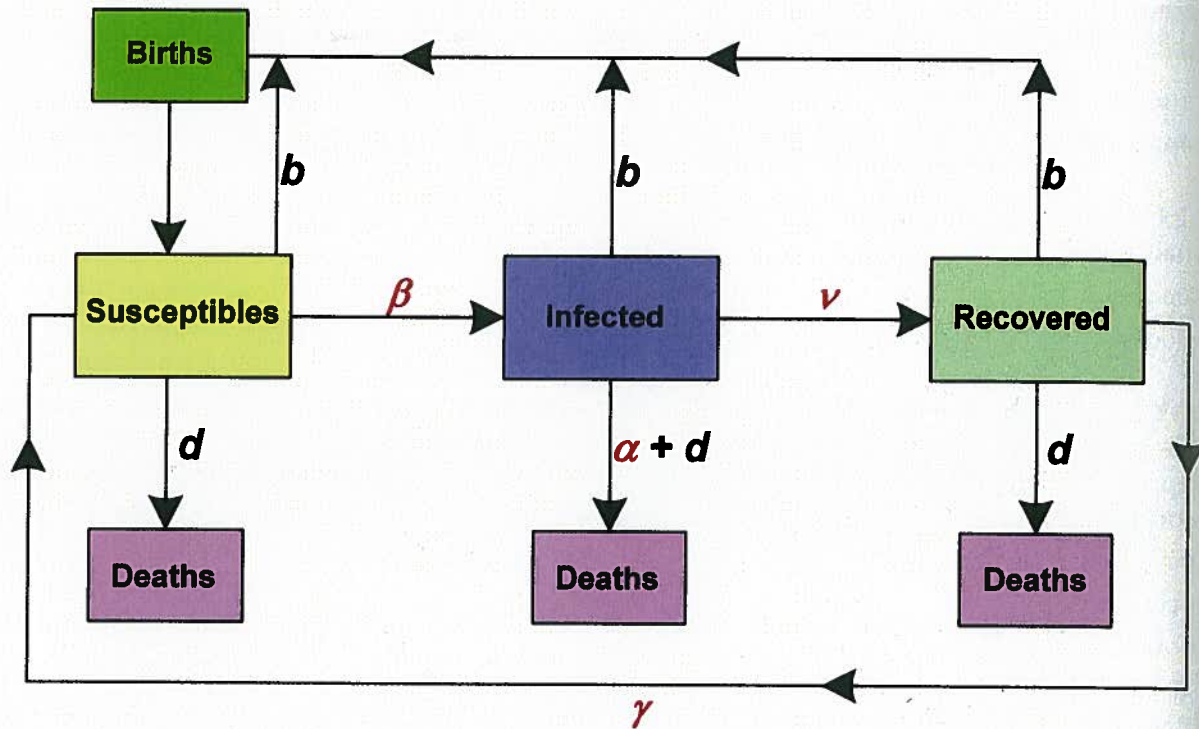 Births
b
b
b
Susceptibles
β
Infected
ν
Recovered
d
α + d
d
Deaths
Deaths
Deaths
γ